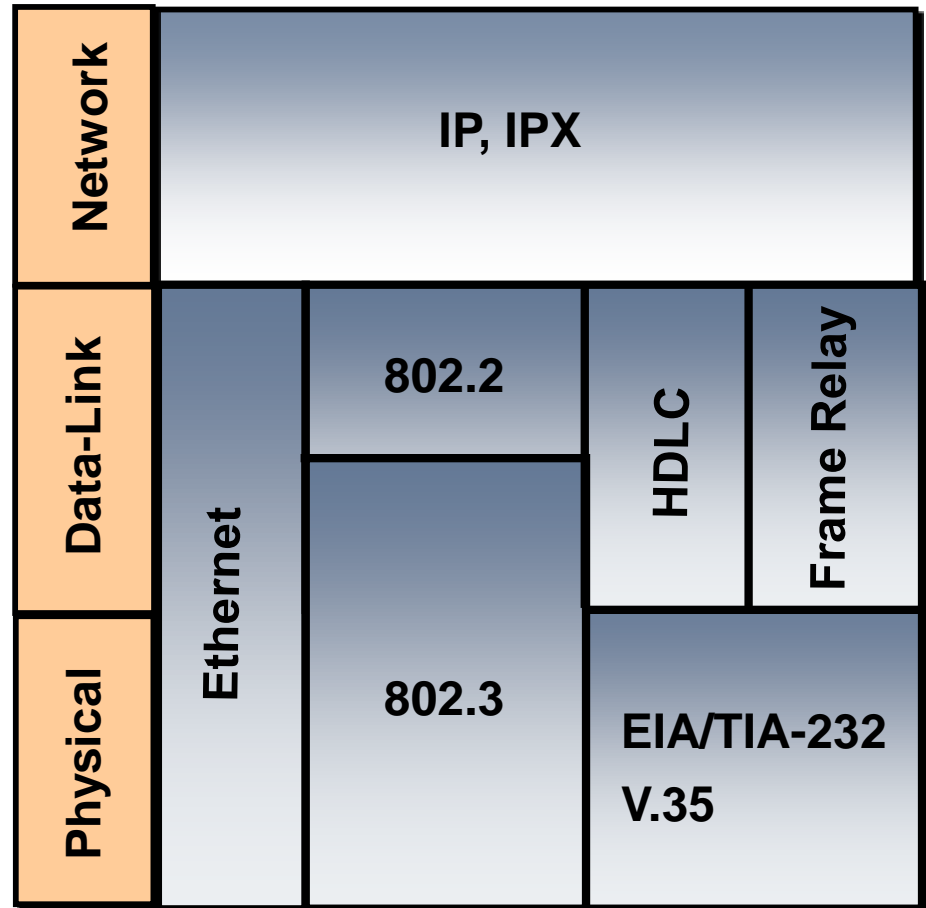 Network
IP, IPX
Data-Link
Ethernet
802.2
HDLC
Frame Relay
802.3
Physical
EIA/TIA-232
V.35